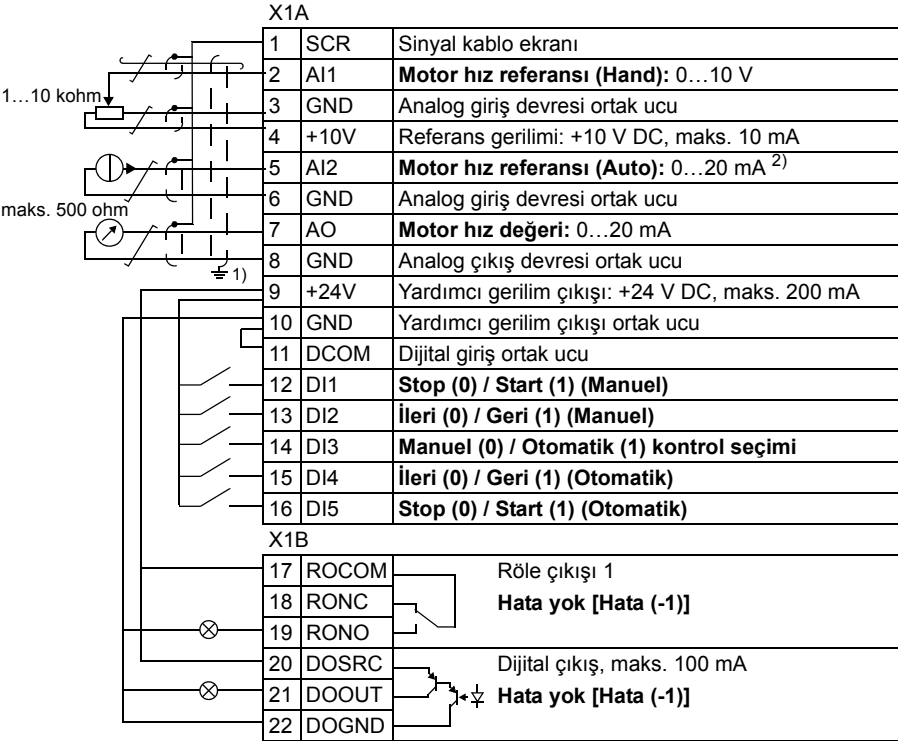 X1A
1 SCR Sinyal kablo ekranı
2 AI1 Motor hız referansı (Hand): 0…10 V
1…10 kohm
3 GND Analog giriş devresi ortak ucu
4 +10V Referans gerilimi: +10 V DC, maks. 10 mA
5 AI2 Motor hız referansı (Auto): 0…20 mA 2)
6 GND Analog giriş devresi ortak ucu
maks. 500 ohm
7 AO Motor hız değeri: 0…20 mA
8 GND Analog çıkış devresi ortak ucu
1)
9 +24V Yardımcı gerilim çıkışı: +24 V DC, maks. 200 mA
10 GND Yardımcı gerilim çıkışı ortak ucu
11 DCOM Dijital giriş ortak ucu
12 DI1 Stop (0) / Start (1) (Manuel)
13 DI2 İleri (0) / Geri (1) (Manuel)
14 DI3 Manuel (0) / Otomatik (1) kontrol seçimi
15 DI4 İleri (0) / Geri (1) (Otomatik)
16 DI5 Stop (0) / Start (1) (Otomatik)
X1B
17 ROCOM Röle çıkışı 1
18 RONC Hata yok [Hata (-1)]
19 RONO
20 DOSRC Dijital çıkış, maks. 100 mA
21 DOOUT Hata yok [Hata (-1)]
22 DOGND